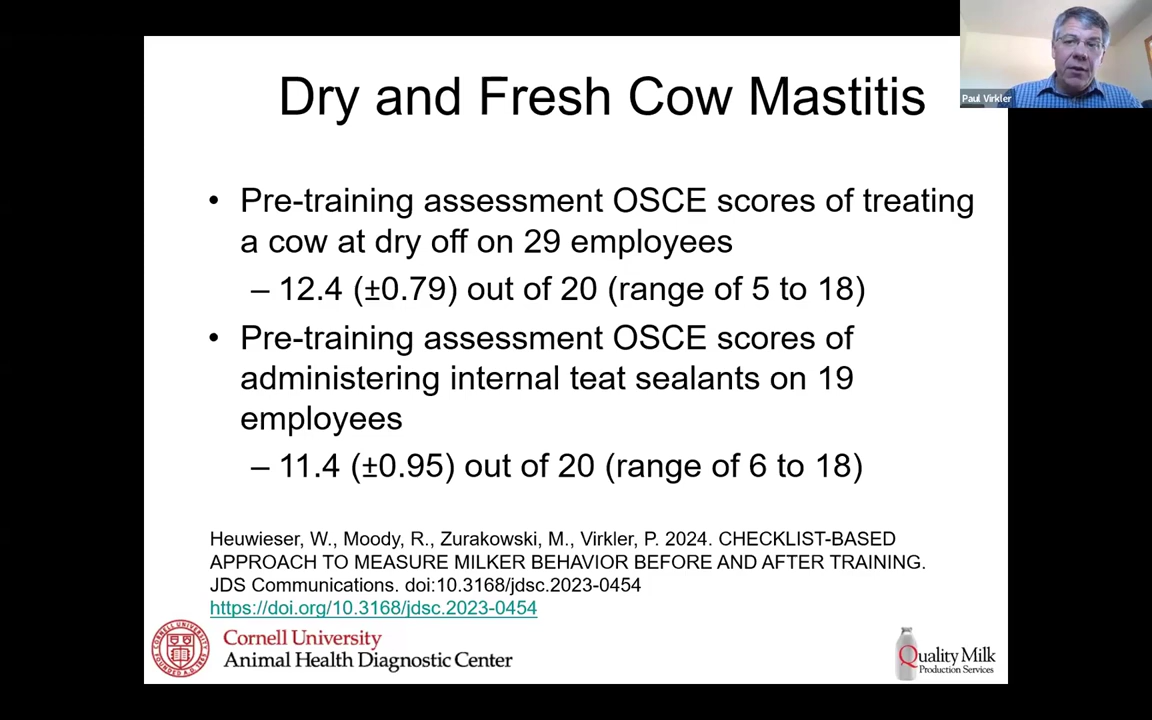 Dry and Fresh Cow Mastitis
Paul Virkler
• Pre-training assessment OSCE scores of treating
a cow at dry off on 29 employees
– 12.4 (±0.79) out of 20 (range of 5 to 18)
• Pre-training assessment OSCE scores of
administering internal teat sealants on 19
employees
– 11.4 (±0.95) out of 20 (range of 6 to 18)
Heuwieser, W., Moody, R., Zurakowski, M., Virkler, P. 2024. CHECKLIST-BASED
APPROACH TO MEASURE MILKER BEHAVIOR BEFORE AND AFTER TRAINING.
JDS Communications. doi:10.3168/jdsc.2023-0454
https://doi.org/10.3168/jdsc.2023-0454
Cornell University
Animal Health Diagnostic Center
Quality Milk
Production Services